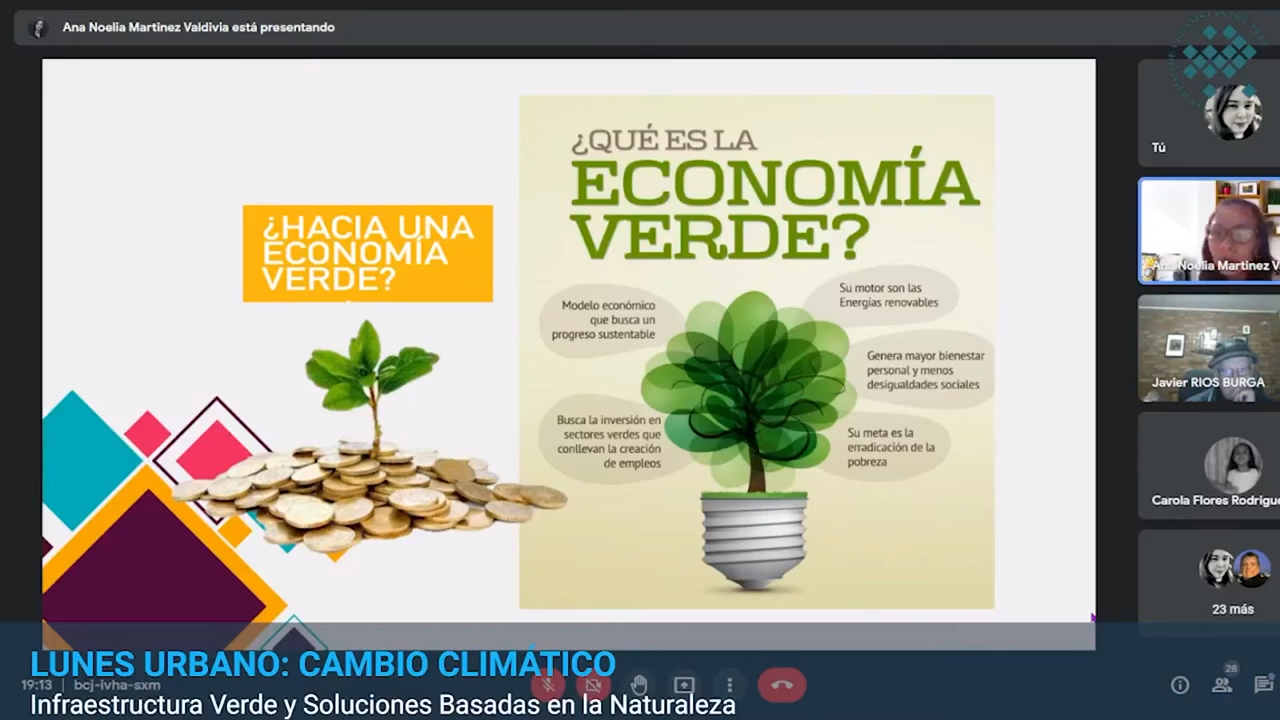 Ana Noelia Martinez Valdivia está presentando
¿HACIA UNA
ECONOMÍA
VERDE?
¿QUÉ ES LA
ECONOMÍA
VERDE?
Modelo económico
que busca un
progreso sustentable
Su motor son las
Energías renovables
Genera mayor bienestar
personal y menos
desigualdades sociales
Busca la inversión en
sectores verdes que
conllevan la creación
de empleos
Su meta es la
erradicación de la
pobreza
Tú
Ana Noelia Martinez V
Javier RIOS BURGA
Carola Flores Rodrigue
23 más
LUNES URBANO: CAMBIO CLIMÁTICO
19:13 bcj-ivha-sxm
28
Infraestructura Verde y Soluciones Basadas en la Naturaleza